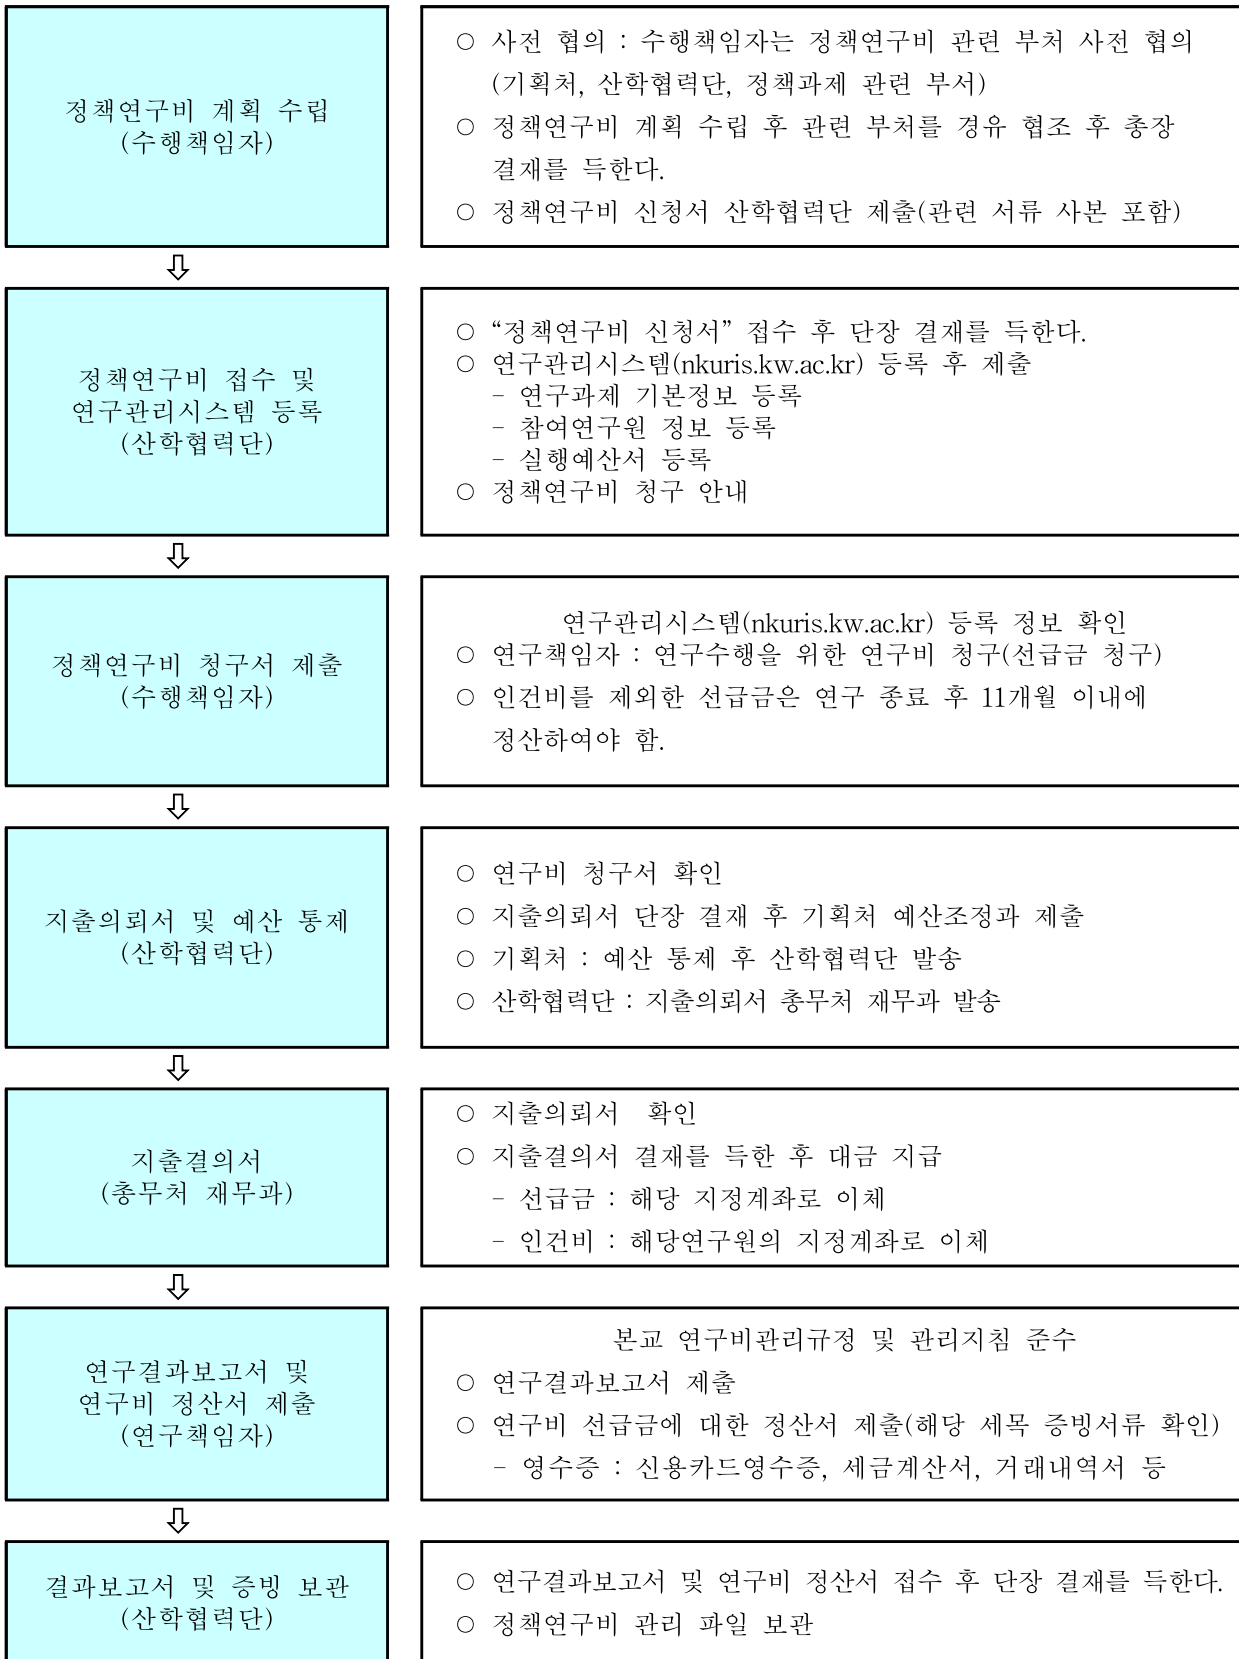 정책연구비 계획 수립
(수행책임자)
○ 사전 협의 : 수행책임자는 정책연구비 관련 부처 사전 협의
(기획처, 산학협력단, 정책과제 관련 부서)
○ 정책연구비 계획 수립 후 관련 부처를 경유 협조 후 총장
결재를 득한다.
○ 정책연구비 신청서 산학협력단 제출(관련 서류 사본 포함)
⇩
정책연구비 접수 및
연구관리시스템 등록
(산학협력단)
○ “정책연구비 신청서” 접수 후 단장 결재를 득한다.
○ 연구관리시스템(nkuris.kw.ac.kr) 등록 후 제출
- 연구과제 기본정보 등록
- 참여연구원 정보 등록
- 실행예산서 등록
○ 정책연구비 청구 안내
⇩
정책연구비 청구서 제출
(수행책임자)
연구관리시스템(nkuris.kw.ac.kr) 등록 정보 확인
○ 연구책임자 : 연구수행을 위한 연구비 청구(선급금 청구)
○ 인건비를 제외한 선급금은 연구 종료 후 11개월 이내에
정산하여야 함.
⇩
지출의뢰서 및 예산 통제
(산학협력단)
○ 연구비 청구서 확인
○ 지출의뢰서 단장 결재 후 기획처 예산조정과 제출
○ 기획처 : 예산 통제 후 산학협력단 발송
○ 산학협력단 : 지출의뢰서 총무처 재무과 발송
⇩
지출결의서
(총무처 재무과)
○ 지출의뢰서 확인
○ 지출결의서 결재를 득한 후 대금 지급
- 선급금 : 해당 지정계좌로 이체
- 인건비 : 해당연구원의 지정계좌로 이체
⇩
연구결과보고서 및
연구비 정산서 제출
(연구책임자)
본교 연구비관리규정 및 관리지침 준수
○ 연구결과보고서 제출
○ 연구비 선급금에 대한 정산서 제출(해당 세목 증빙서류 확인)
- 영수증 : 신용카드영수증, 세금계산서, 거래내역서 등
⇩
결과보고서 및 증빙 보관
(산학협력단)
○ 연구결과보고서 및 연구비 정산서 접수 후 단장 결재를 득한다.
○ 정책연구비 관리 파일 보관